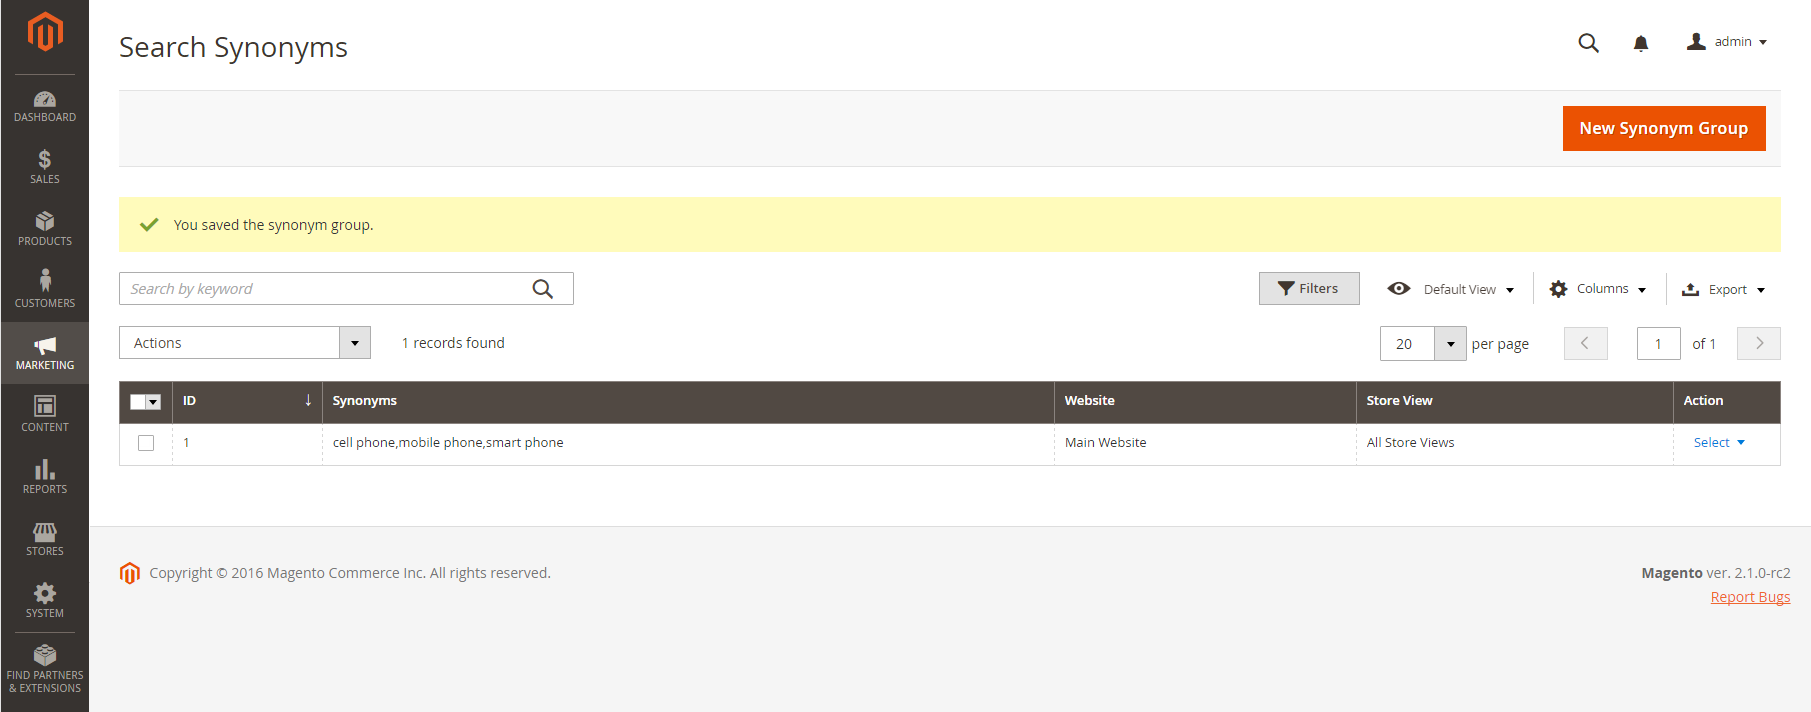 Search Synonyms
admin
DASHBOARD
SALES
PRODUCTS
CUSTOMERS
MARKETING
CONTENT
REPORTS
STORES
SYSTEM
FIND PARTNERS
& EXTENSIONS
New Synonym Group
You saved the synonym group.
Search by keyword
Filters
Default View
Columns
Export
Actions
1 records found
20
per page
1
of 1
ID ↓ Synonyms Website Store View Action
1 cell phone,mobile phone,smart phone Main Website All Store Views Select
Copyright © 2016 Magento Commerce Inc. All rights reserved.
Magento ver. 2.1.0-rc2
Report Bugs